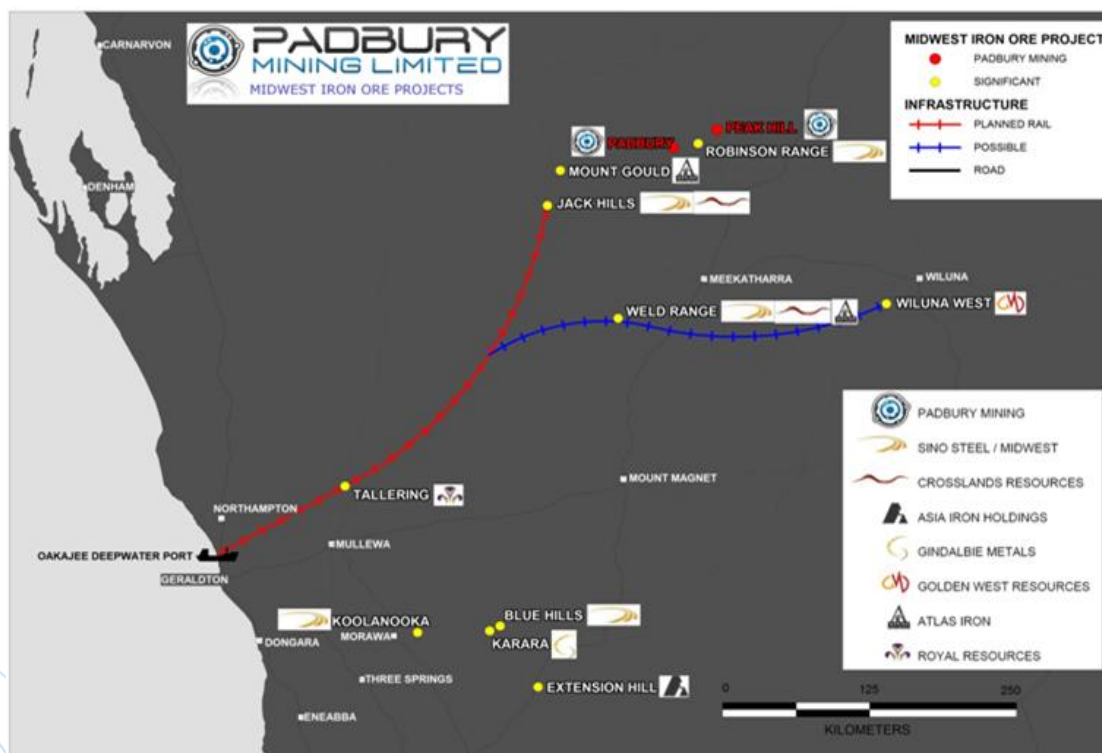 CARNARVON
PADBURY
MINING LIMITED
MIDWEST IRON ORE PROJECTS
MIDWEST IRON ORE PROJECT
PADBURY MINING
SIGNIFICANT
INFRASTRUCTURE
PLANNED RAIL
POSSIBLE
ROAD
PEAK HILL
PADBURY
ROBINSON RANGE
MOUNT GOULD
ATLAS
DENHAM
JACK HILLS
MEEKATHARRA
WILUNA
WELD RANGE
WILUNA WEST
TALLERING
MOUNT MAGNET
NORTHAMPTON
MULLEWA
OAKAJEE DEEPWATER PORT
GERALDTON
KOOLANOOKA
BLUE HILLS
DONGARA
MORAWA
KARARA
THREE SPRINGS
EXTENSION HILL
ENEABBA
PADBURY MINING
SINO STEEL / MIDWEST
CROSSLANDS RESOURCES
ASIA IRON HOLDINGS
GINDALBIE METALS
GOLDEN WEST RESOURCES
ATLAS IRON
ROYAL RESOURCES
0 125 250
KILOMETERS